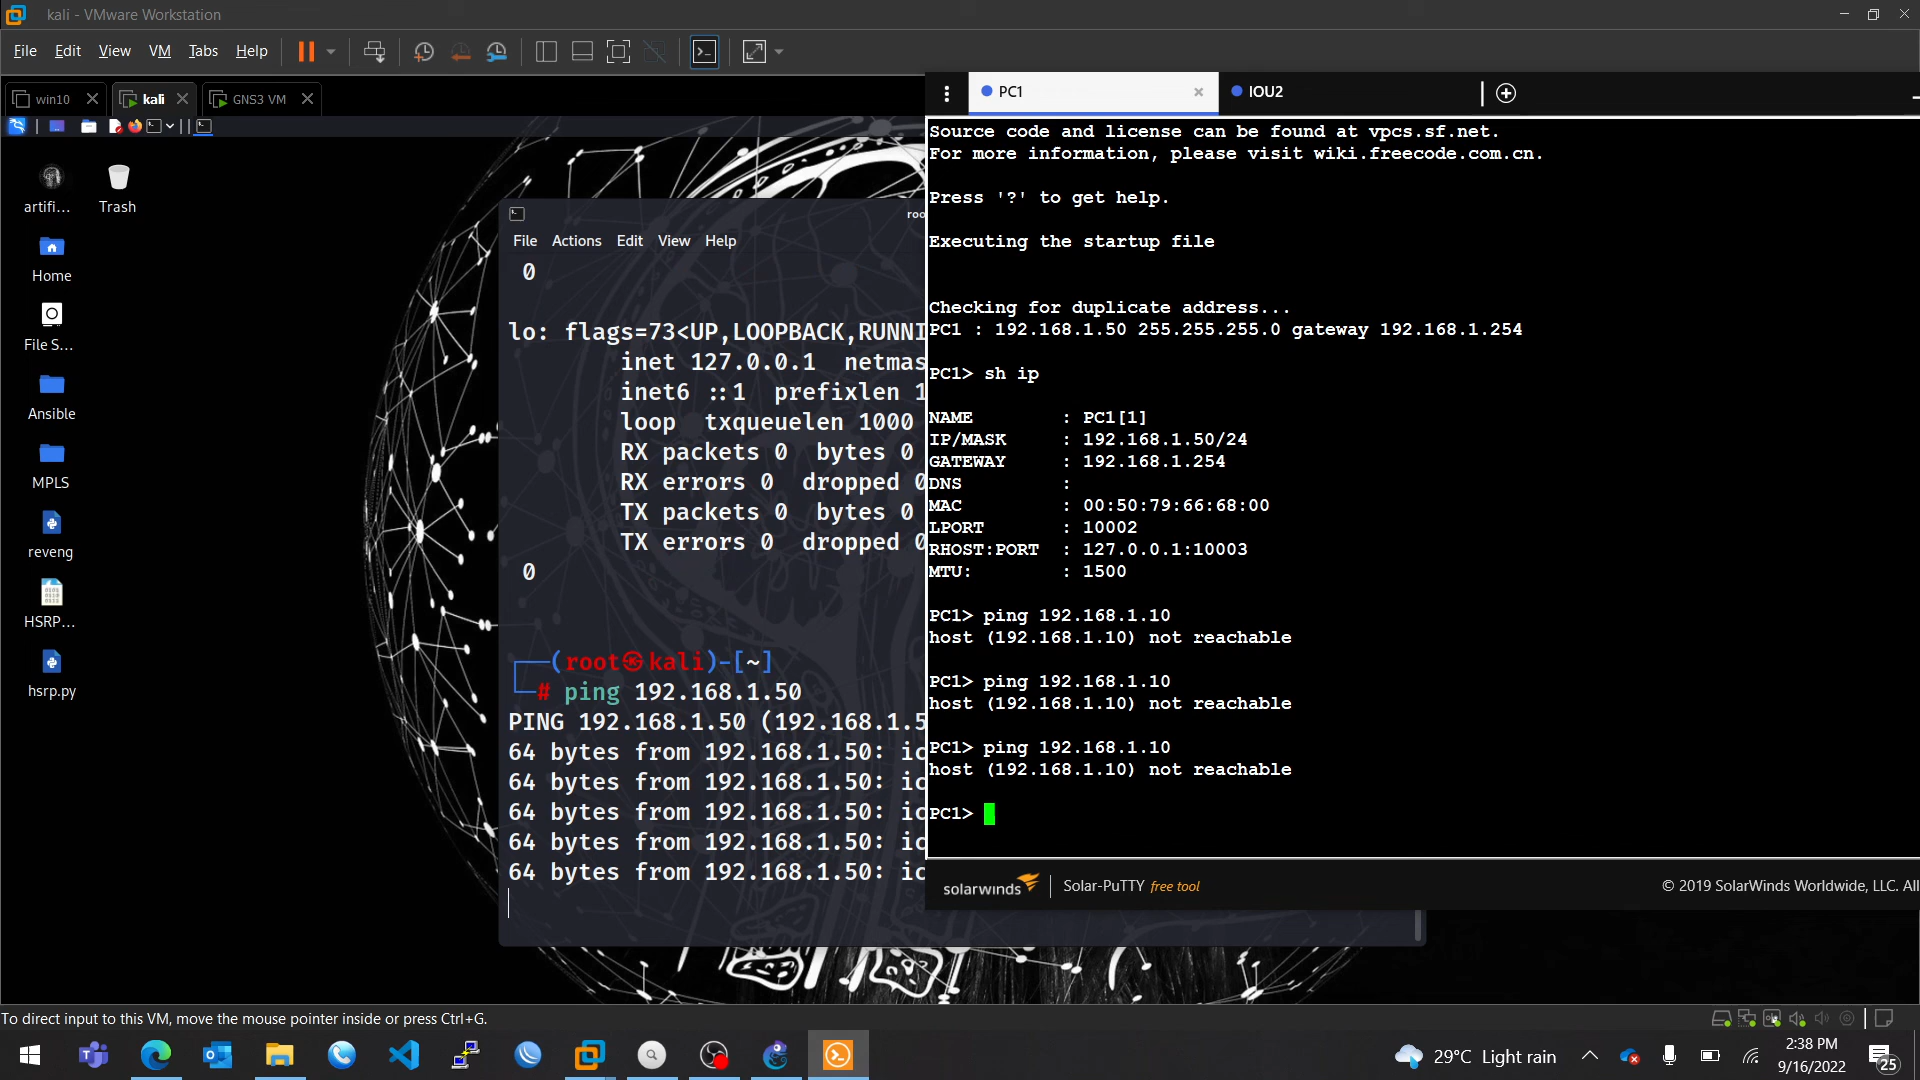 kali - VMware Workstation
File Edit View VM Tabs Help
win10 kali GNS3 VM
PC1 IOU2
artifi... Trash
Home
File S...
Ansible
MPLS
reveng
HSRP...
hsrp.py
File Actions Edit View Help
0
lo: flags=73<UP,LOOPBACK,RUNNI
inet 127.0.0.1 netmas
inet6 ::1 prefixlen 1
loop txqueuelen 1000
RX packets 0 bytes 0
RX errors 0 dropped 0
TX packets 0 bytes 0
TX errors 0 dropped 0
0
┌──(root㉿kali)-[~]
└─# ping 192.168.1.50
PING 192.168.1.50 (192.168.1.5
64 bytes from 192.168.1.50: ic
64 bytes from 192.168.1.50: ic
64 bytes from 192.168.1.50: ic
64 bytes from 192.168.1.50: ic
64 bytes from 192.168.1.50: ic
Source code and license can be found at vpcs.sf.net.
For more information, please visit wiki.freecode.com.cn.
Press '?' to get help.
Executing the startup file
Checking for duplicate address...
PC1 : 192.168.1.50 255.255.255.0 gateway 192.168.1.254
PC1> sh ip
NAME : PC1[1]
IP/MASK : 192.168.1.50/24
GATEWAY : 192.168.1.254
DNS :
MAC : 00:50:79:66:68:00
LPORT : 10002
RHOST:PORT : 127.0.0.1:10003
MTU: : 1500
PC1> ping 192.168.1.10
host (192.168.1.10) not reachable
PC1> ping 192.168.1.10
host (192.168.1.10) not reachable
PC1> ping 192.168.1.10
host (192.168.1.10) not reachable
PC1>
solarwinds Solar-PuTTY free tool © 2019 SolarWinds Worldwide, LLC. All
To direct input to this VM, move the mouse pointer inside or press Ctrl+G.
29°C Light rain
2:38 PM
9/16/2022
25